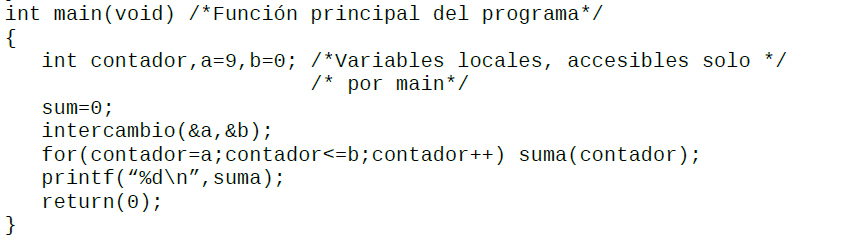 int main(void) /*Función principal del programa*/
{
int contador,a=9,b=0; /*Variables locales, accesibles solo */
/* por main*/
sum=0;
intercambio(&a,&b);
for(contador=a;contador<=b;contador++) suma(contador);
printf(“%d\n”,suma);
return(0);
}